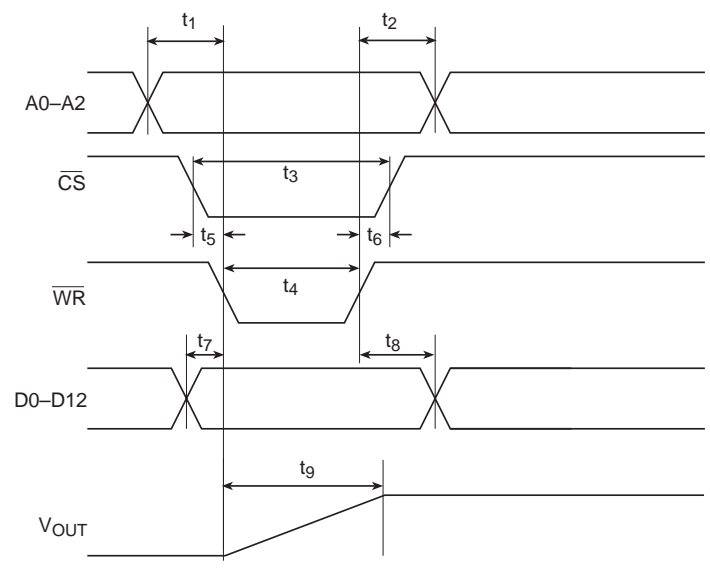 t1 t2
A0–A2
t3
CS
t5 t6
t4
WR
t7 t8
D0–D12
t9
VOUT